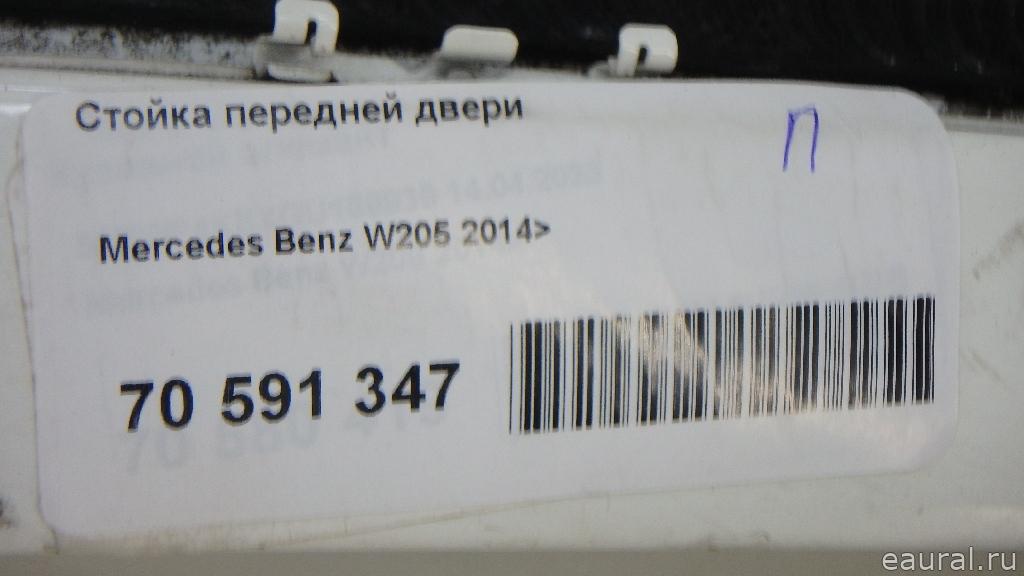 Стойка передней двери
П
Mercedes Benz W205 2014>
70 591 347
eaural.ru